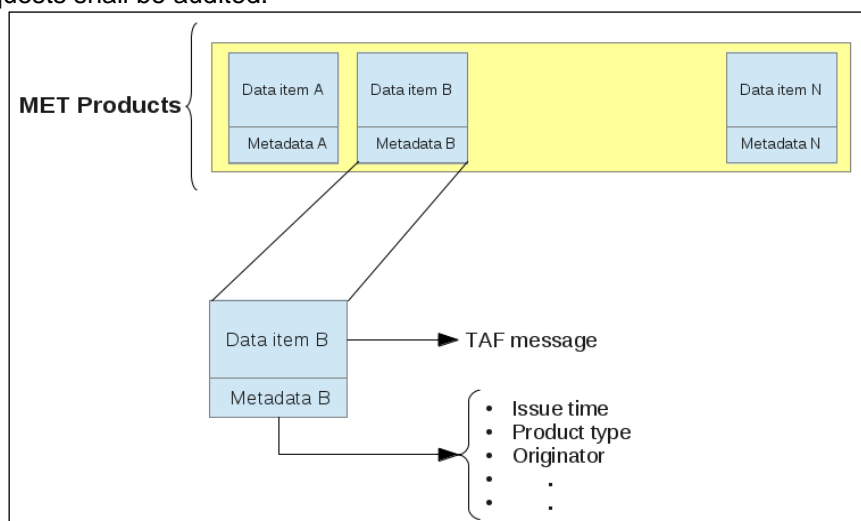 quests shall be audited.
MET Products
Data item A
Metadata A
Data item B
Metadata B
Data item N
Metadata N
Data item B
Metadata B
TAF message
• Issue time
• Product type
• Originator
• .
• .